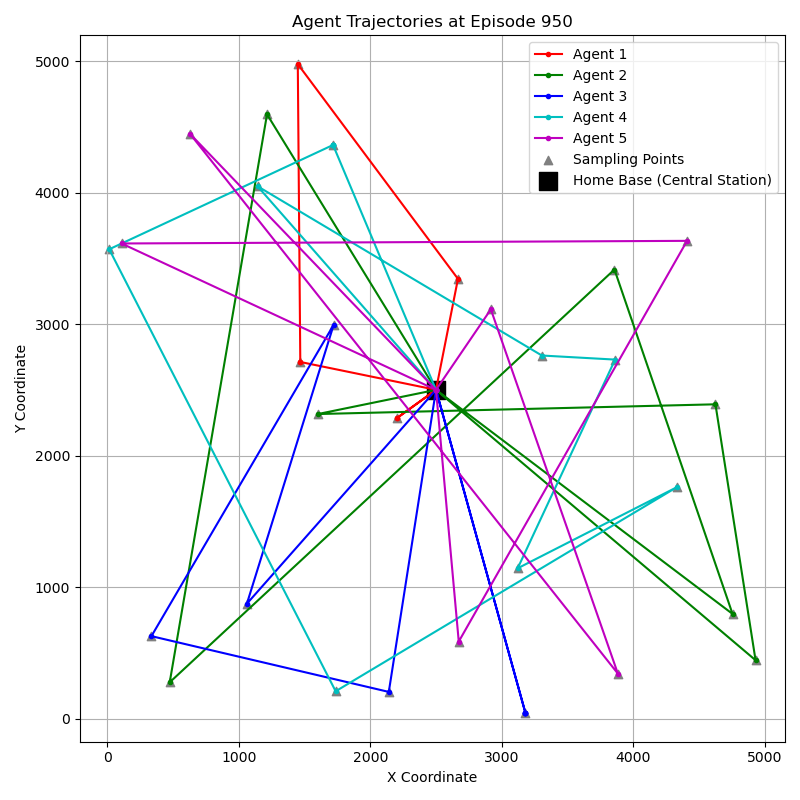 Agent Trajectories at Episode 950
Agent 1
Agent 2
Agent 3
Agent 4
Agent 5
Sampling Points
Home Base (Central Station)
Y Coordinate
5000
4000
3000
2000
1000
0
0 1000 2000 3000 4000 5000
X Coordinate